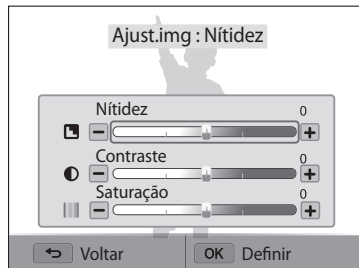 Ajust.img : Nítidez
Nítidez 0
Contraste 0
Saturação 0
Voltar OK Definir